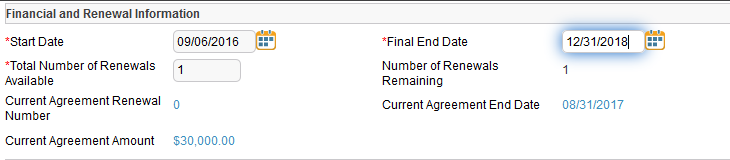 Financial and Renewal Information
*Start Date 09/06/2016 *Final End Date 12/31/2018
*Total Number of Renewals Available 1 Number of Renewals Remaining 1
Current Agreement Renewal Number 0 Current Agreement End Date 08/31/2017
Current Agreement Amount $30,000.00